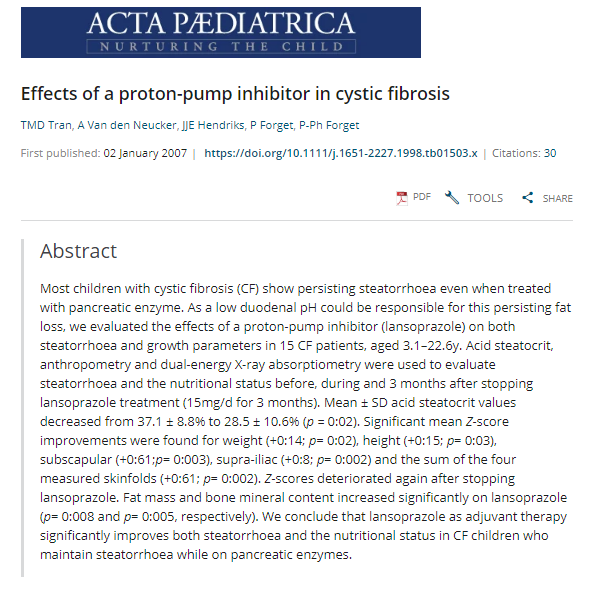 ACTA PÆDIATRICA
NURTURING THE CHILD
Effects of a proton-pump inhibitor in cystic fibrosis
TMD Tran, A Van den Neucker, JJE Hendriks, P Forget, P-Ph Forget
First published: 02 January 2007 | https://doi.org/10.1111/j.1651-2227.1998.tb01503.x | Citations: 30
PDF TOOLS SHARE
Abstract
Most children with cystic fibrosis (CF) show persisting steatorrhoea even when treated
with pancreatic enzyme. As a low duodenal pH could be responsible for this persisting fat
loss, we evaluated the effects of a proton-pump inhibitor (lansoprazole) on both
steatorrhoea and growth parameters in 15 CF patients, aged 3.1–22.6y. Acid steatocrit,
anthropometry and dual-energy X-ray absorptiometry were used to evaluate
steatorrhoea and the nutritional status before, during and 3 months after stopping
lansoprazole treatment (15mg/d for 3 months). Mean ± SD acid steatocrit values
decreased from 37.1 ± 8.8% to 28.5 ± 10.6% (p = 0:02). Significant mean Z-score
improvements were found for weight (+0:14; p= 0:02), height (+0:15; p= 0:03),
subscapular (+0:61;p= 0:003), supra-iliac (+0:8; p= 0:002) and the sum of the four
measured skinfolds (+0:61; p= 0:002). Z-scores deteriorated again after stopping
lansoprazole. Fat mass and bone mineral content increased significantly on lansoprazole
(p= 0:008 and p= 0:005, respectively). We conclude that lansoprazole as adjuvant therapy
significantly improves both steatorrhoea and the nutritional status in CF children who
maintain steatorrhoea while on pancreatic enzymes.